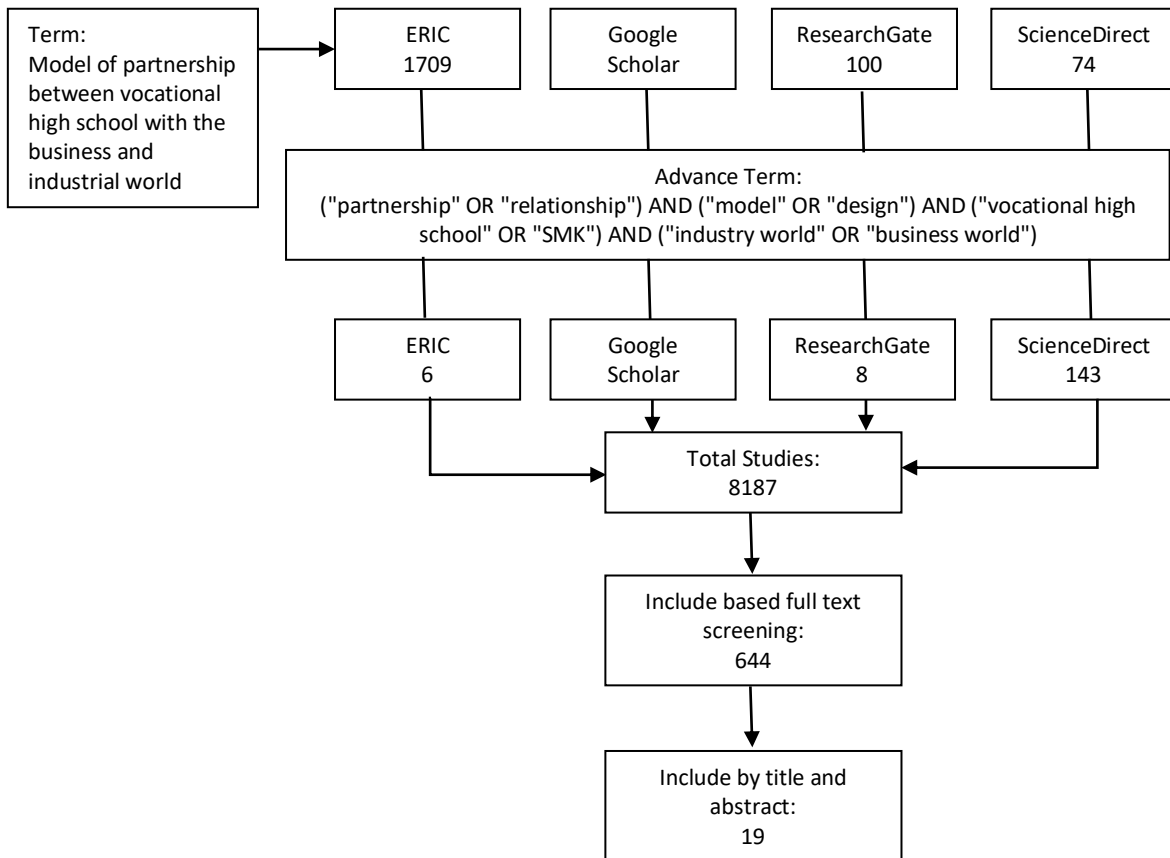 Term:
Model of partnership
between vocational
high school with the
business and
industrial world
ERIC
1709
Google
Scholar
ResearchGate
100
ScienceDirect
74
Advance Term:
("partnership" OR "relationship") AND ("model" OR "design") AND ("vocational high
school" OR "SMK") AND ("industry world" OR "business world")
ERIC
6
Google
Scholar
ResearchGate
8
ScienceDirect
143
Total Studies:
8187
Include based full text
screening:
644
Include by title and
abstract:
19